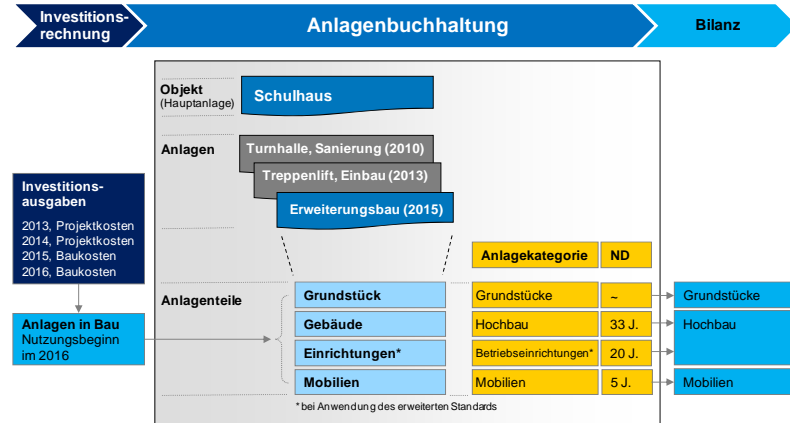 Investitions-
rechnung
Anlagenbuchhaltung
Bilanz
Objekt
(Hauptanlage)
Schulhaus
Anlagen
Turnhalle, Sanierung (2010)
Treppenlift, Einbau (2013)
Erweiterungsbau (2015)
Investitions-
ausgaben
2013, Projektkosten
2014, Projektkosten
2015, Baukosten
2016, Baukosten
Anlagekategorie ND
Anlagenteile
Grundstück Grundstücke ~ Grundstücke
Gebäude Hochbau 33 J. Hochbau
Einrichtungen* Betriebseinrichtungen* 20 J.
Mobilien Mobilien 5 J. Mobilien
Anlagen in Bau
Nutzungsbeginn
im 2016
* bei Anwendung des erweiterten Standards